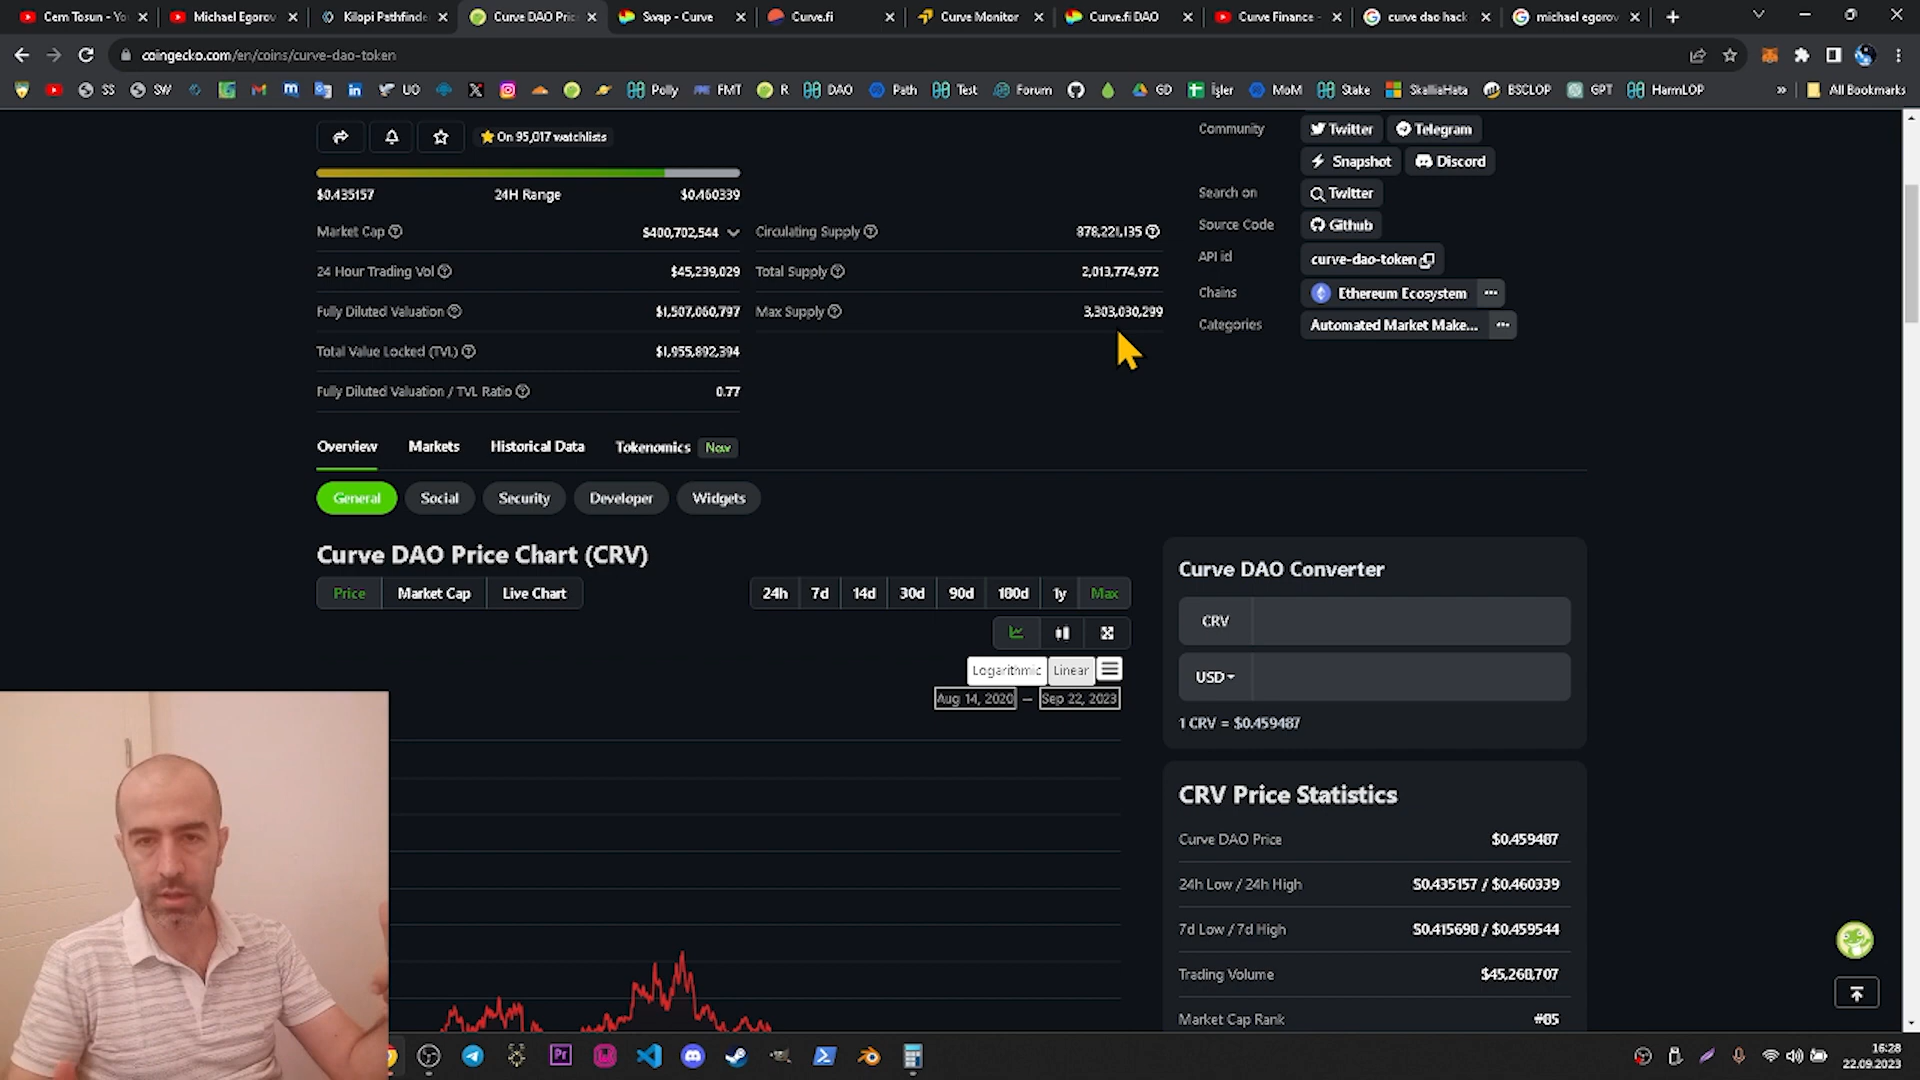 Cem Tosun - Yo
Michael Egorov
Kilopi Pathfinde
Curve DAO Pric
Swap - Curve
Curve.fi
Curve Monitor
Curve.fi DAO
Curve Finance -
curve dao hack
michael egorov
coingecko.com/en/coins/curve-dao-token
SS
SW
UO
Polly
FMT
R
DAO
Path
Test
Forum
GD
İşler
MoM
Stake
SkalliaHata
BSCLOP
GPT
HarmLOP
All Bookmarks
On 95,017 watchlists
$0.435157
24H Range
$0.460339
Market Cap
$400,702,544
24 Hour Trading Vol
$45,239,029
Fully Diluted Valuation
$1,507,060,797
Total Value Locked (TVL)
$1,955,892,394
Fully Diluted Valuation / TVL Ratio
0.77
Circulating Supply
878,221,135
Total Supply
2,013,774,972
Max Supply
3,303,030,299
Community
Twitter
Telegram
Snapshot
Discord
Search on
Twitter
Source Code
Github
API id
curve-dao-token
Chains
Ethereum Ecosystem
Categories
Automated Market Make...
Overview
Markets
Historical Data
Tokenomics
New
General
Social
Security
Developer
Widgets
Curve DAO Price Chart (CRV)
Price
Market Cap
Live Chart
24h
7d
14d
30d
90d
180d
1y
Max
Logarithmic
Linear
Aug 14, 2020 — Sep 22, 2023
Curve DAO Converter
CRV
USD
1 CRV = $0.459487
CRV Price Statistics
Curve DAO Price
$0.459487
24h Low / 24h High
$0.435157 / $0.460339
7d Low / 7d High
$0.415698 / $0.459544
Trading Volume
$45,268,707
Market Cap Rank
#85
Pr
16:28
22.09.2023